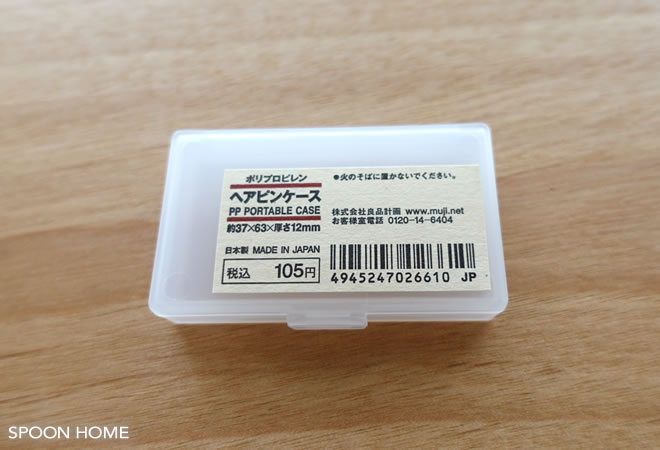 ポリプロピレン
ヘアピンケース
PP PORTABLE CASE
約37×63×厚さ12mm
日本製 MADE IN JAPAN
税込 105円
●火のそばに置かないでください。
株式会社良品計画 www.muji.net
お客様室電話 0120-14-6404
4945247026610 JP
SPOON HOME